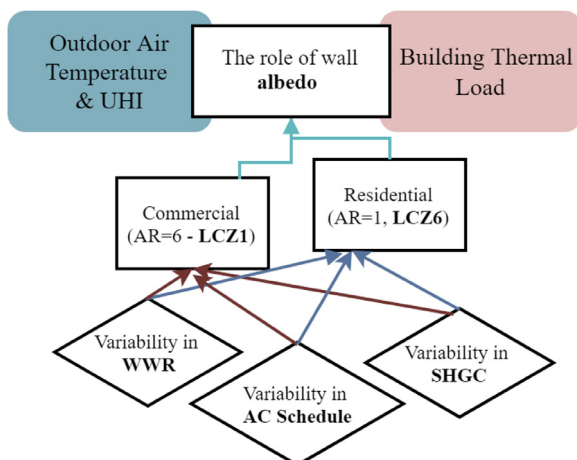 Outdoor Air
Temperature
& UHI
The role of wall
albedo
Building Thermal
Load
Commercial
(AR=6 - LCZ1)
Residential
(AR=1, LCZ6)
Variability in
WWR
Variability in
AC Schedule
Variability in
SHGC